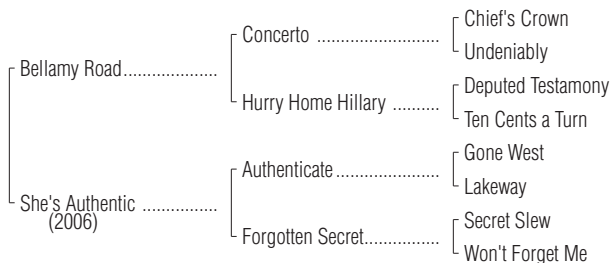 Chief's Crown
Concerto ........................
Undeniably
Bellamy Road....................
Deputed Testamony
Hurry Home Hillary ..........
Ten Cents a Turn
Gone West
Authenticate......................
Lakeway
She's Authentic ................
(2006)
Secret Slew
Forgotten Secret................
Won't Forget Me